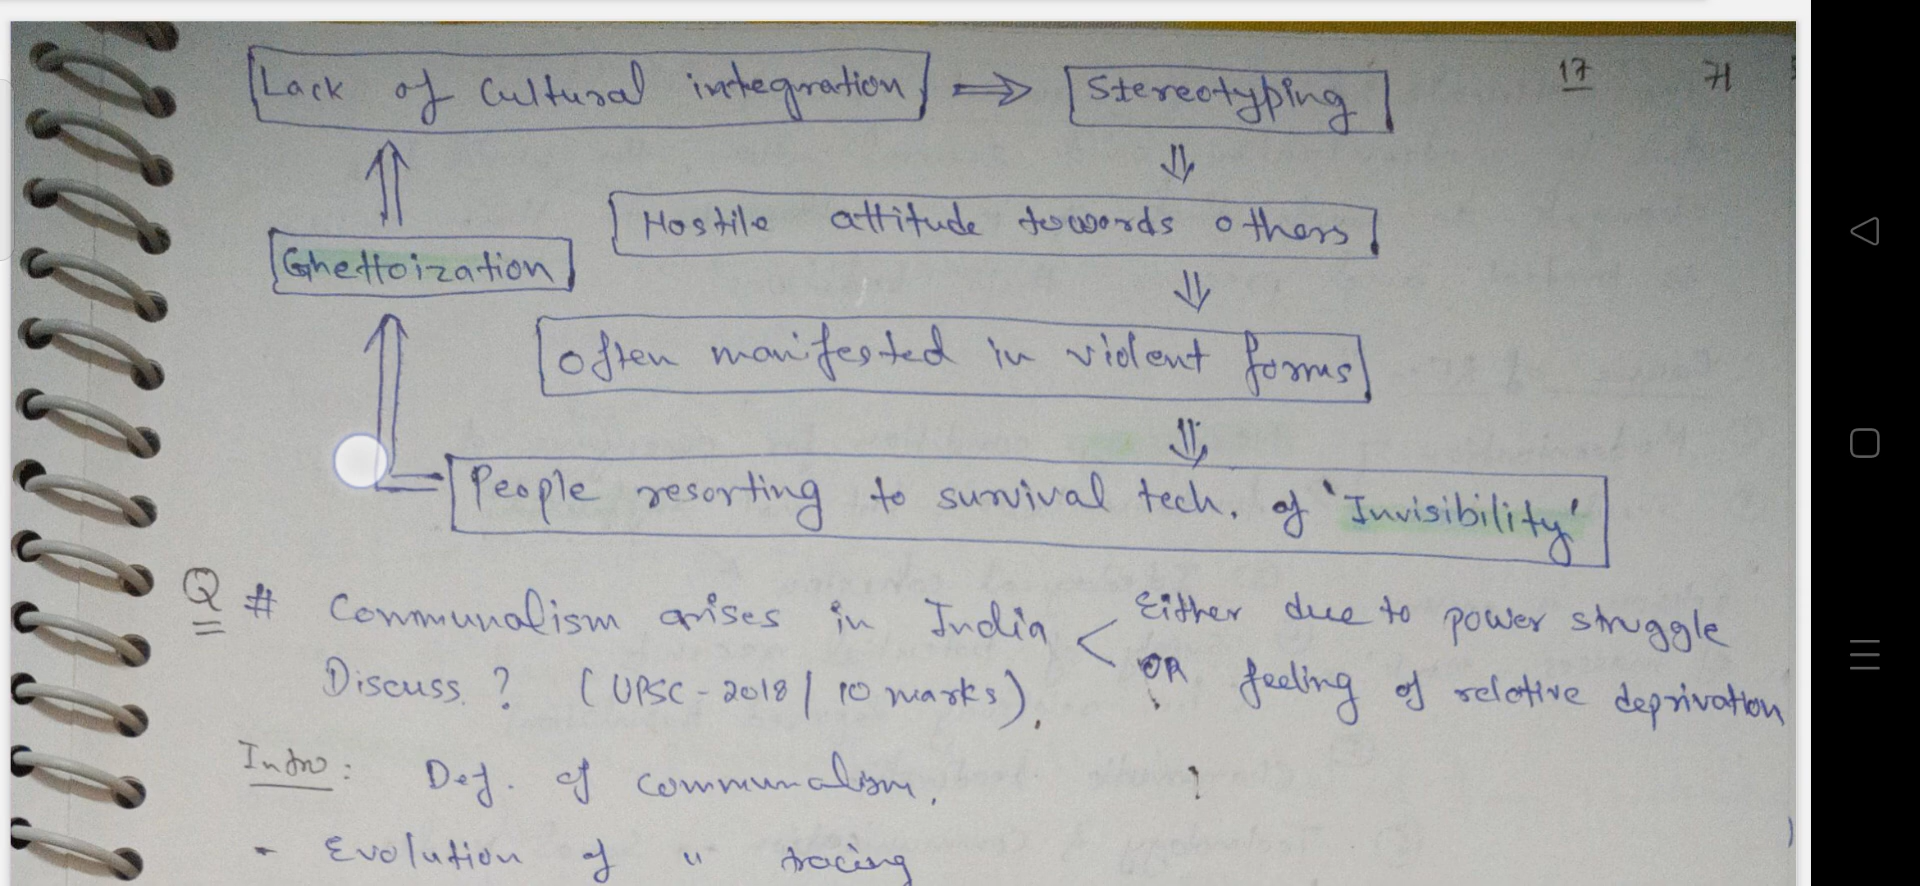 Lack of Cultural integration ⇒ Stereotyping
17
71
Hostile attitude towards others
Ghettoization
often manifested in violent forms
People resorting to survival tech. of 'Invisibility'
Q # Communalism arises in India < Either due to power struggle
Discuss ? (UPSC - 2018 / 10 marks). OR feeling of relative deprivation
Intro : Def. of communalism.
- Evolution of " tracing